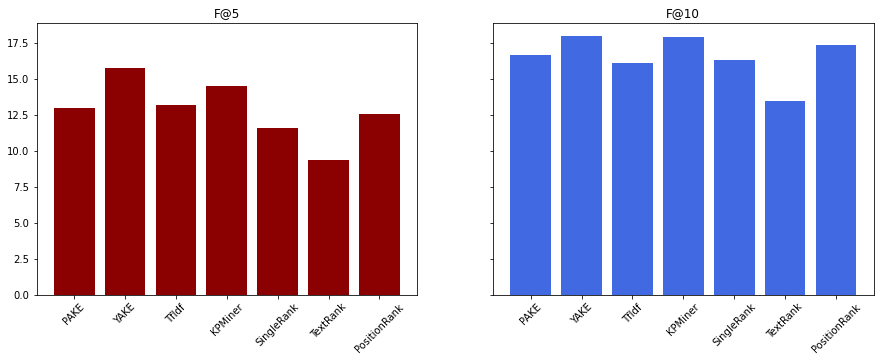 F@5
17.5
15.0
12.5
10.0
7.5
5.0
2.5
0.0
PAKE
YAKE
TfIdf
KPMiner
SingleRank
TextRank
PositionRank
F@10
PAKE
YAKE
TfIdf
KPMiner
SingleRank
TextRank
PositionRank